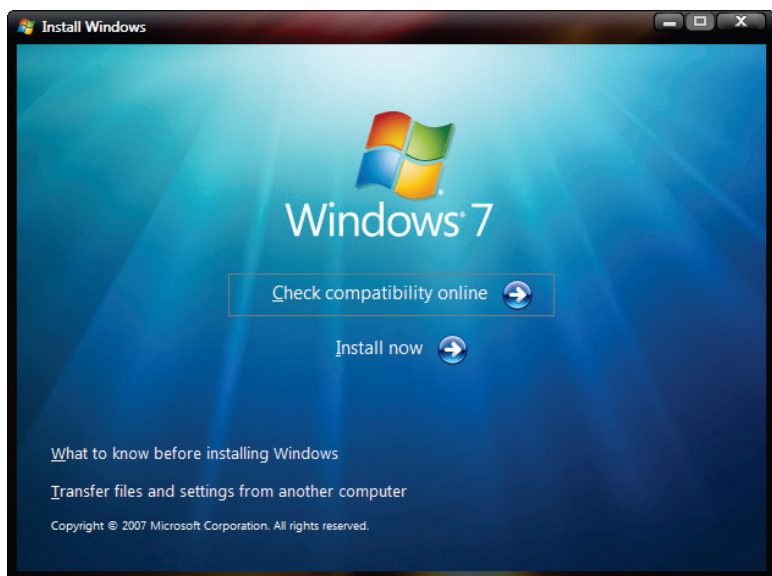 Install Windows
Windows® 7
Check compatibility online
Install now
What to know before installing Windows
Transfer files and settings from another computer
Copyright © 2007 Microsoft Corporation. All rights reserved.